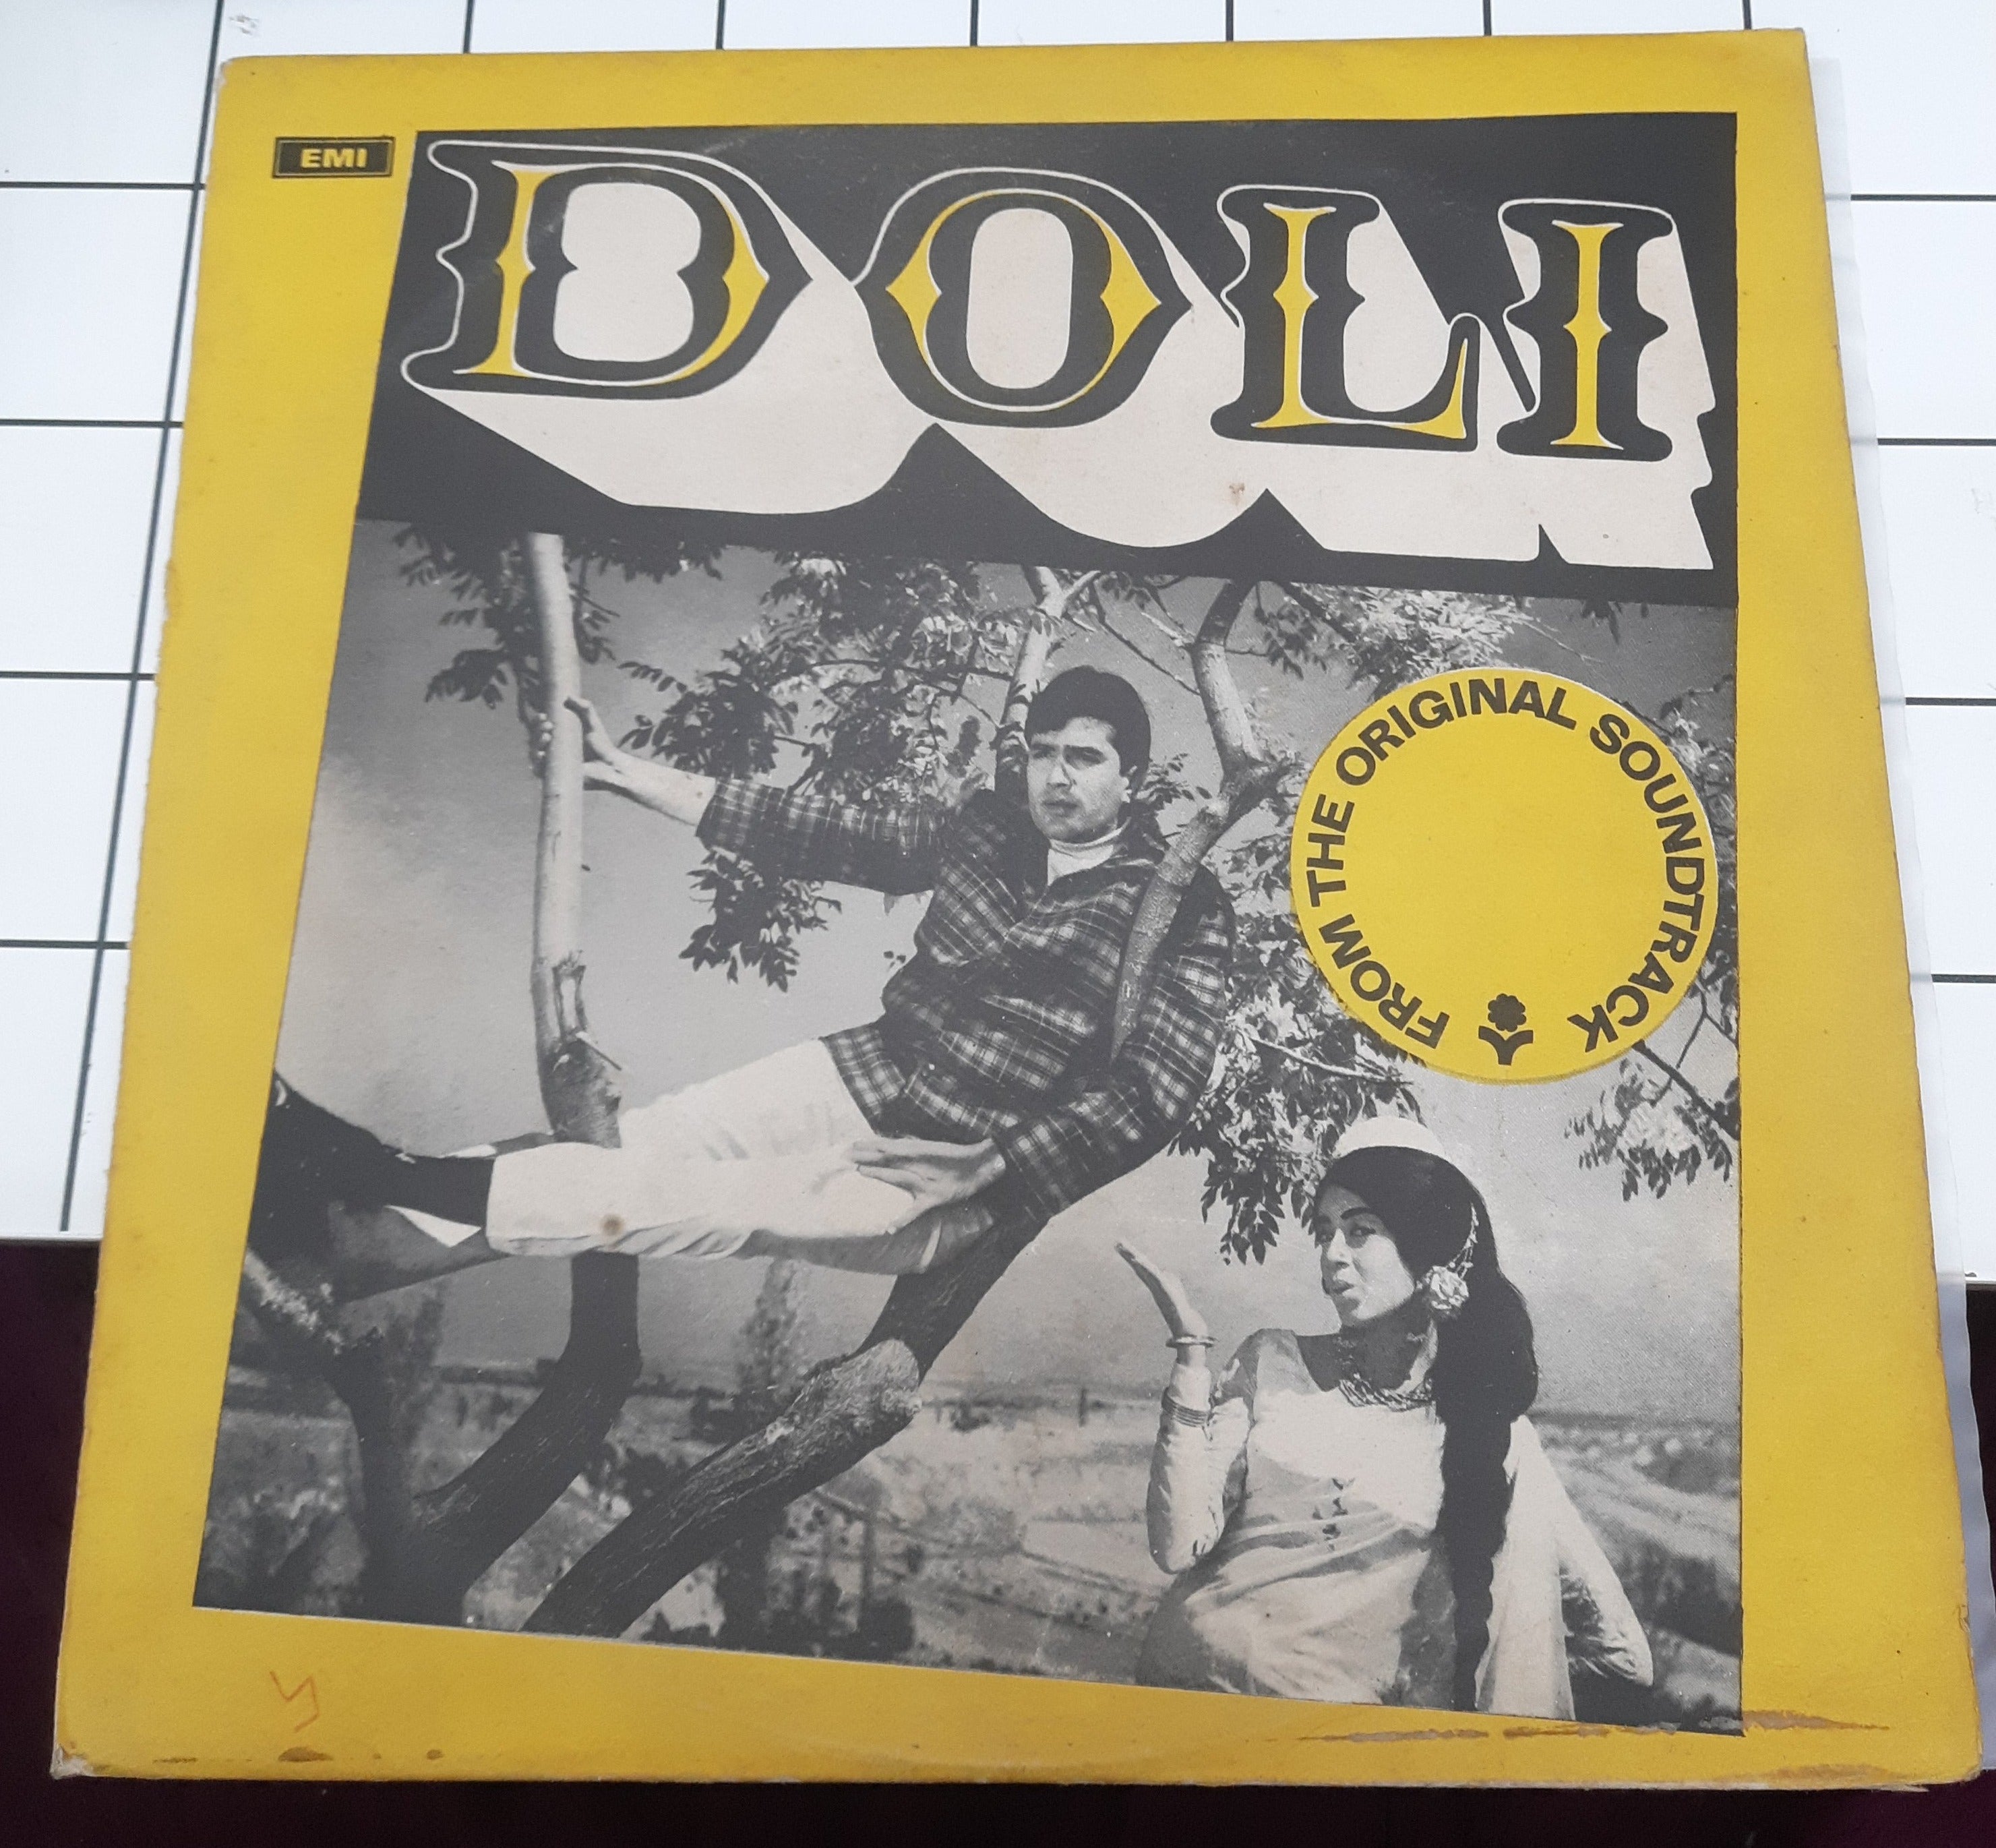 EMI
DOLI
FROM THE ORIGINAL SOUNDTRACK